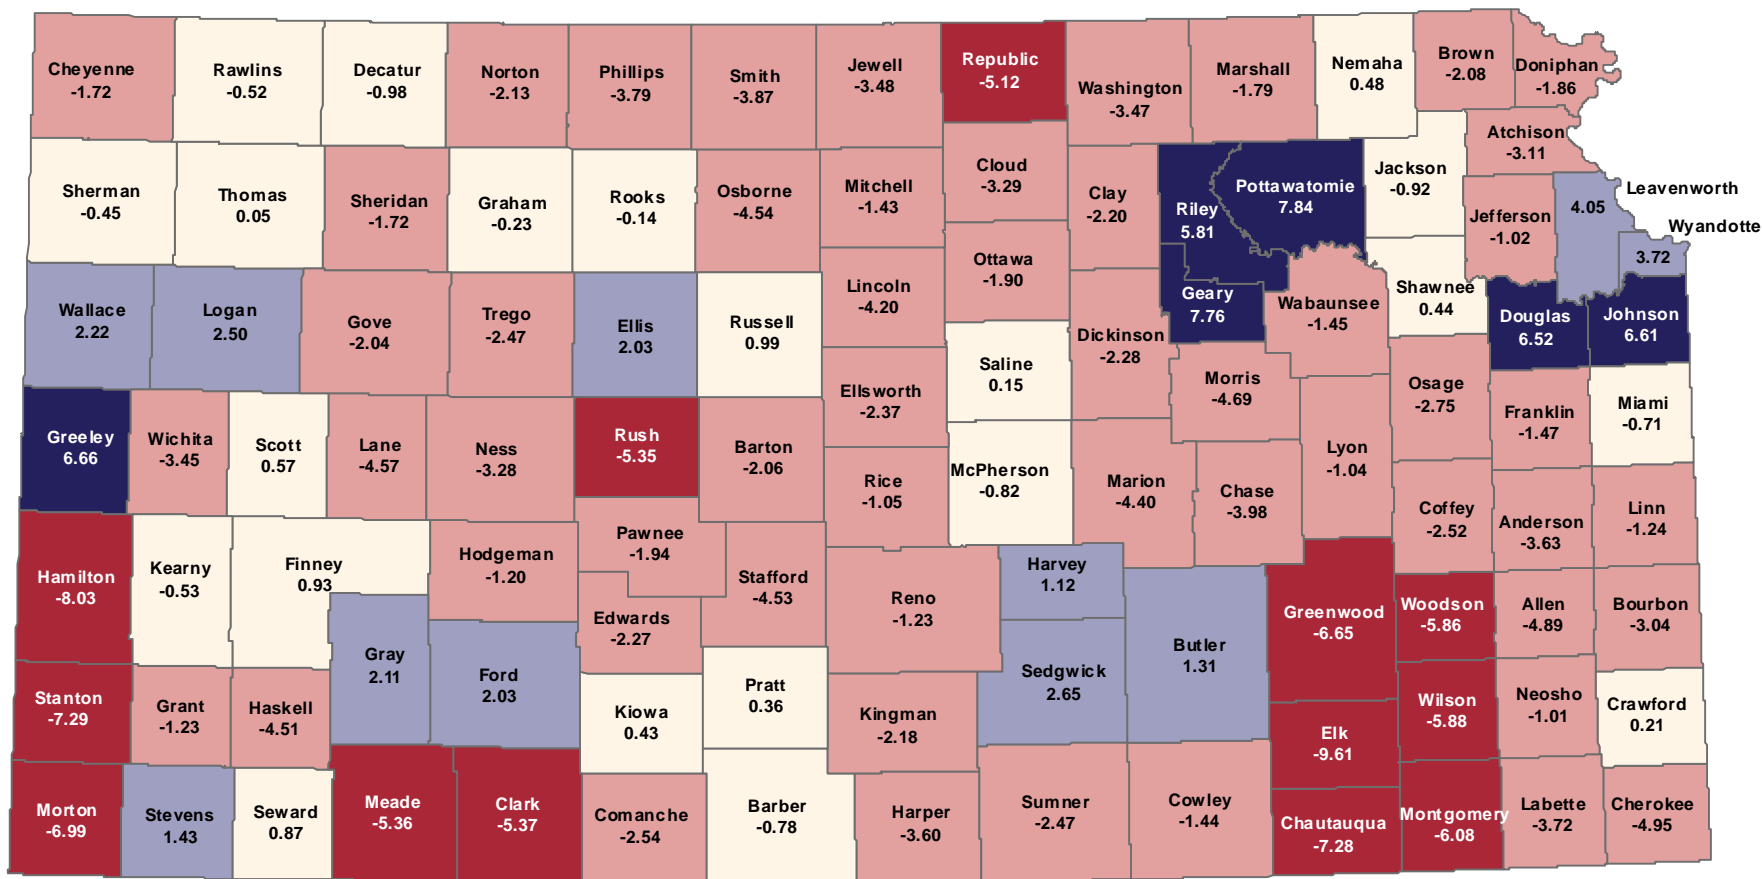 Cheyenne
-1.72
Rawlins
-0.52
Decatur
-0.98
Norton
-2.13
Phillips
-3.79
Smith
-3.87
Jewell
-3.48
Republic
-5.12
Washington
-3.47
Marshall
-1.79
Nemaha
0.48
Brown
-2.08
Doniphan
-1.86
Atchison
-3.11
Sherman
-0.45
Thomas
0.05
Sheridan
-1.72
Graham
-0.23
Rooks
-0.14
Osborne
-4.54
Mitchell
-1.43
Cloud
-3.29
Clay
-2.20
Riley
5.81
Pottawatomie
7.84
Jackson
-0.92
Jefferson
-1.02
Leavenworth
4.05
Wyandotte
3.72
Wallace
2.22
Logan
2.50
Gove
-2.04
Trego
-2.47
Ellis
2.03
Russell
0.99
Lincoln
-4.20
Ottawa
-1.90
Dickinson
-2.28
Geary
7.76
Wabaunsee
-1.45
Shawnee
0.44
Douglas
6.52
Johnson
6.61
Saline
0.15
Ellsworth
-2.37
Morris
-4.69
Osage
-2.75
Franklin
-1.47
Miami
-0.71
Greeley
6.66
Wichita
-3.45
Scott
0.57
Lane
-4.57
Ness
-3.28
Rush
-5.35
Barton
-2.06
Rice
-1.05
McPherson
-0.82
Marion
-4.40
Chase
-3.98
Lyon
-1.04
Coffey
-2.52
Anderson
-3.63
Linn
-1.24
Hamilton
-8.03
Kearny
-0.53
Finney
0.93
Hodgeman
-1.20
Pawnee
-1.94
Stafford
-4.53
Edwards
-2.27
Reno
-1.23
Harvey
1.12
Butler
1.31
Greenwood
-6.65
Woodson
-5.86
Allen
-4.89
Bourbon
-3.04
Gray
2.11
Ford
2.03
Sedgwick
2.65
Stanton
-7.29
Grant
-1.23
Haskell
-4.51
Kiowa
0.43
Pratt
0.36
Kingman
-2.18
Elk
-9.61
Wilson
-5.88
Neosho
-1.01
Crawford
0.21
Morton
-6.99
Stevens
1.43
Seward
0.87
Meade
-5.36
Clark
-5.37
Comanche
-2.54
Barber
-0.78
Harper
-3.60
Sumner
-2.47
Cowley
-1.44
Chautauqua
-7.28
Montgomery
-6.08
Labette
-3.72
Cherokee
-4.95